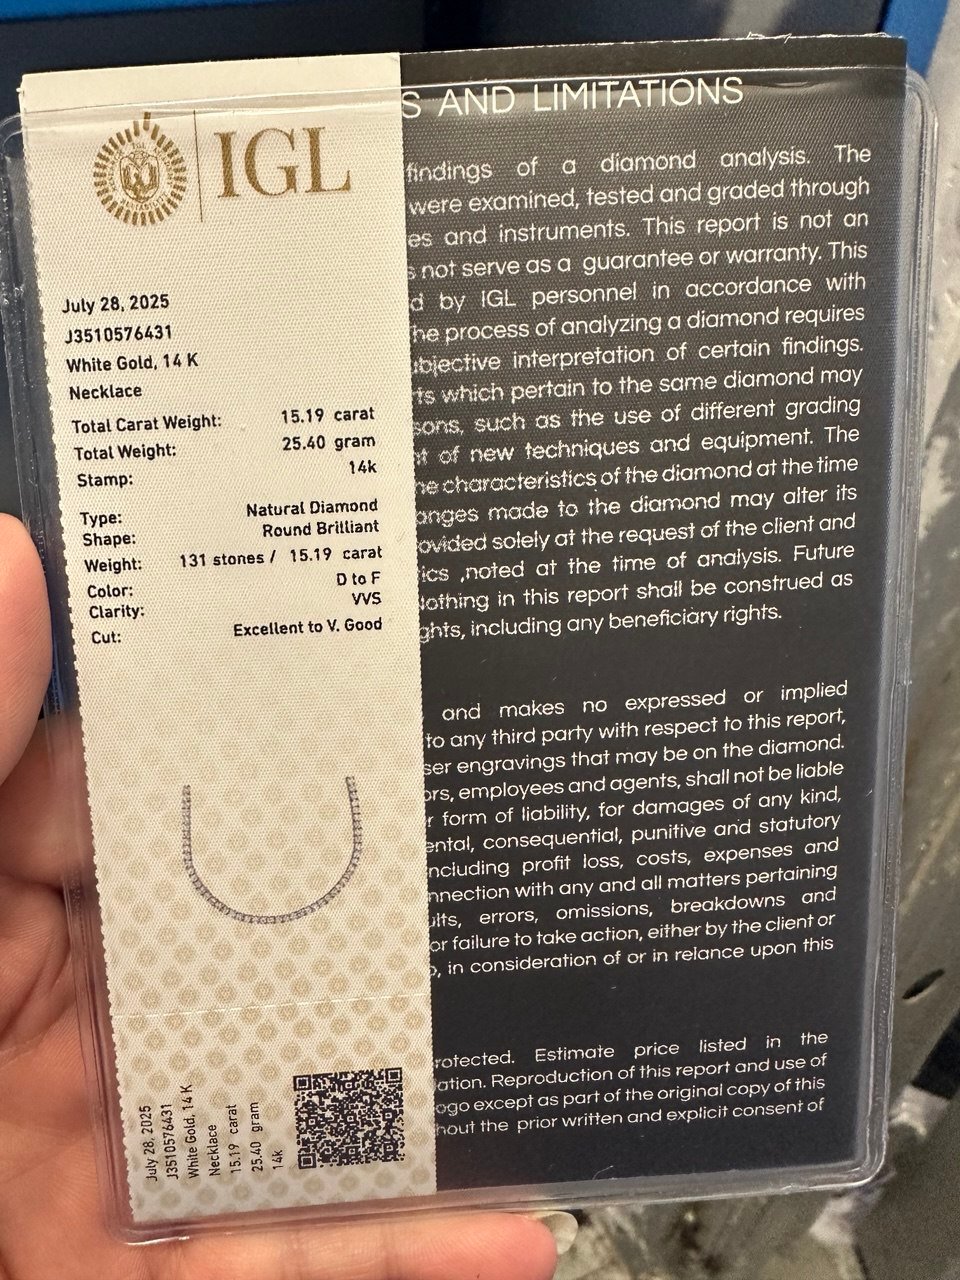 IGL
July 28, 2025
J3510576431
White Gold, 14 K
Necklace
Total Carat Weight: 15.19 carat
Total Weight: 25.40 gram
Stamp: 14k
Type: Natural Diamond
Shape: Round Brilliant
Weight: 131 stones / 15.19 carat
Color: D to F
Clarity: VVS
Cut: Excellent to V. Good
July 28, 2025
J3510576431
White Gold, 14 K
Necklace
15.19 carat
25.40 gram
14k
S AND LIMITATIONS
findings of a diamond analysis. The
were examined, tested and graded through
es and instruments. This report is not an
s not serve as a guarantee or warranty. This
d by IGL personnel in accordance with
he process of analyzing a diamond requires
ubjective interpretation of certain findings.
ts which pertain to the same diamond may
sons, such as the use of different grading
t of new techniques and equipment. The
he characteristics of the diamond at the time
anges made to the diamond may alter its
ovided solely at the request of the client and
ics ,noted at the time of analysis. Future
Nothing in this report shall be construed as
ghts, including any beneficiary rights.
, and makes no expressed or implied
to any third party with respect to this report,
ser engravings that may be on the diamond.
ors, employees and agents, shall not be liable
r form of liability, for damages of any kind,
ental, consequential, punitive and statutory
ncluding profit loss, costs, expenses and
nnection with any and all matters pertaining
ults, errors, omissions, breakdowns and
or failure to take action, either by the client or
o, in consideration of or in relance upon this
rotected. Estimate price listed in the
ation. Reproduction of this report and use of
ogo except as part of the original copy of this
hout the prior written and explicit consent of